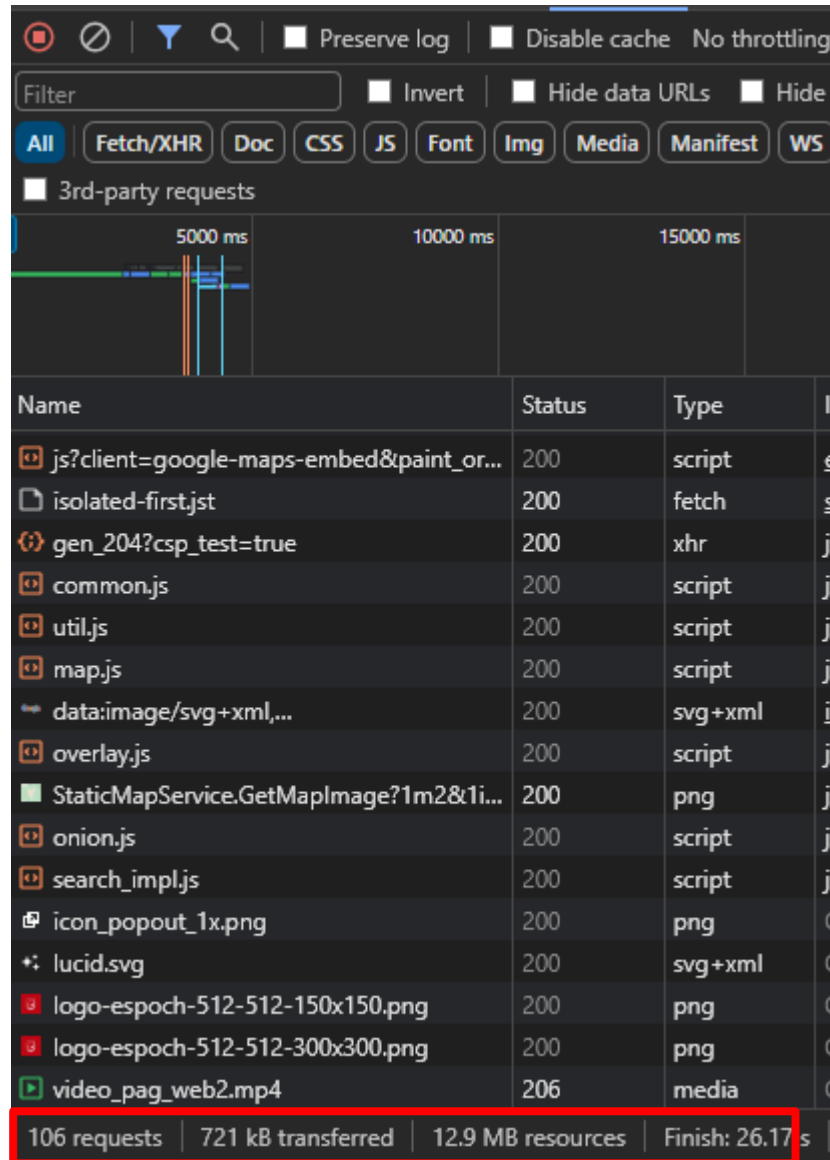 Preserve log Disable cache No throttling
Filter Invert Hide data URLs Hide
All Fetch/XHR Doc CSS JS Font Img Media Manifest WS
3rd-party requests
5000 ms 10000 ms 15000 ms
Name Status Type
js?client=google-maps-embed&paint_or... 200 script
isolated-first.jst 200 fetch
gen_204?csp_test=true 200 xhr
common.js 200 script
util.js 200 script
map.js 200 script
data:image/svg+xml,... 200 svg+xml
overlay.js 200 script
StaticMapService.GetMapImage?1m2&1i... 200 png
onion.js 200 script
search_impl.js 200 script
icon_popout_1x.png 200 png
lucid.svg 200 svg+xml
logo-espoch-512-512-150x150.png 200 png
logo-espoch-512-512-300x300.png 200 png
video_pag_web2.mp4 206 media
106 requests 721 kB transferred 12.9 MB resources Finish: 26.17 s